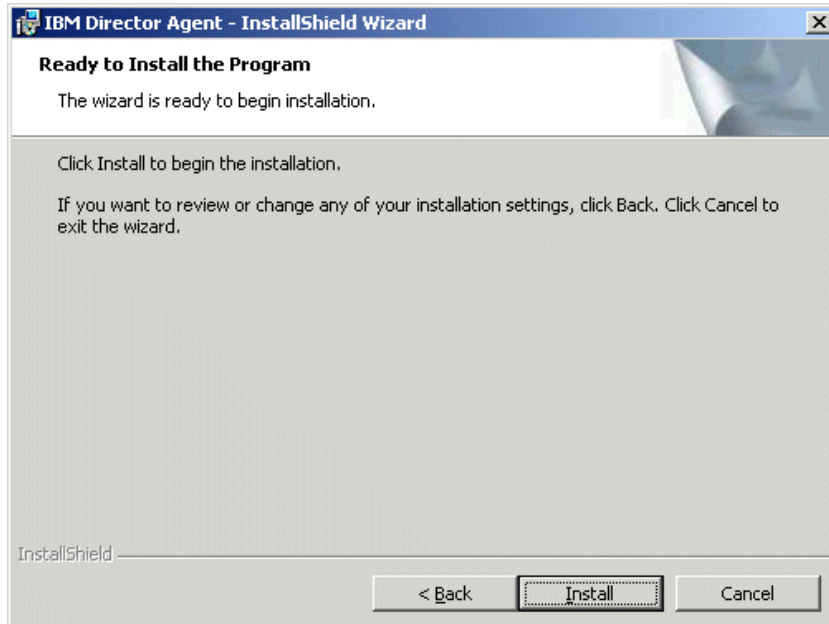 IBM Director Agent - InstallShield Wizard
Ready to Install the Program
The wizard is ready to begin installation.
Click Install to begin the installation.
If you want to review or change any of your installation settings, click Back. Click Cancel to
exit the wizard.
InstallShield
< Back Install Cancel